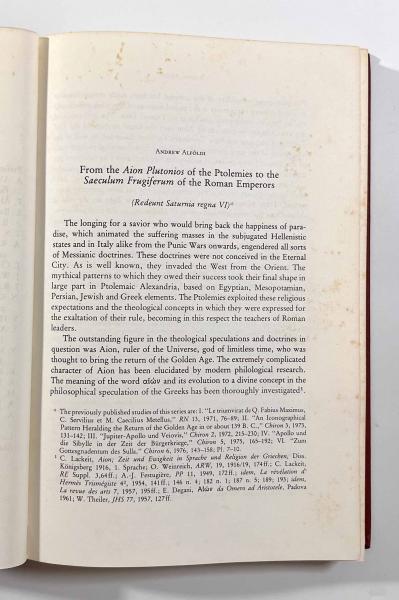 ANDREW ALFÖLDI
From the Aion Plutonios of the Ptolemies to the
Saeculum Frugiferum of the Roman Emperors
(Redeunt Saturnia regna VI)*
The longing for a savior who would bring back the happiness of para-
dise, which animated the suffering masses in the subjugated Hellenistic
states and in Italy alike from the Punic Wars onwards, engendered all sorts
of Messianic doctrines. These doctrines were not conceived in the Eternal
City. As is well known, they invaded the West from the Orient. The
mythical patterns to which they owed their success took their final shape in
large part in Ptolemaic Alexandria, based on Egyptian, Mesopotamian,
Persian, Jewish and Greek elements. The Ptolemies exploited these religious
expectations and the theological concepts in which they were expressed for
the exaltation of their rule, becoming in this respect the teachers of Roman
leaders.
The outstanding figure in the theological speculations and doctrines in
question was Aion, ruler of the Universe, god of limitless time, who was
thought to bring the return of the Golden Age. The extremely complicated
character of Aion has been elucidated by modern philological research.
The meaning of the word αἰών and its evolution to a divine concept in the
philosophical speculation of the Greeks has been thoroughly investigated¹.
* The previously published studies of this series are: I. "Le triumvirat de Q. Fabius Maximus,
C. Servilius et M. Caecilius Metellus," RN 13, 1971, 76–89; II. "An Iconographical
Pattern Heralding the Return of the Golden Age in or about 139 B. C.," Chiron 3, 1973,
131–142; III. "Jupiter-Apollo und Veiovis," Chiron 2, 1972, 215–230; IV. "Apollo und
die Sibylle in der Zeit der Bürgerkriege," Chiron 5, 1975, 165–192; VI. "Zum
Gottesgnadentum des Sulla," Chiron 6, 1976, 143–158; Pl. 7–10.
¹ C. Lackeit, Aion; Zeit und Ewigkeit in Sprache und Religion der Griechen, Diss.
Königsberg 1916, 1. Sprache; O. Weinreich, ARW, 19, 1916/19, 174ff.; C. Lackeit,
RE Suppl. 3,64ff.; A.-J. Festugière, PP 11, 1949, 172ff.; idem, La révélation d'
Hermès Trismégiste 4², 1954, 141ff.; 146 n. 4; 182 n. 1; 187 n. 5; 189; 193; idem,
La revue des arts 7, 1957, 195ff.; E. Degani, Αἰών da Omero ad Aristotele, Padova
1961; W. Theiler, JHS 77, 1957, 127ff.